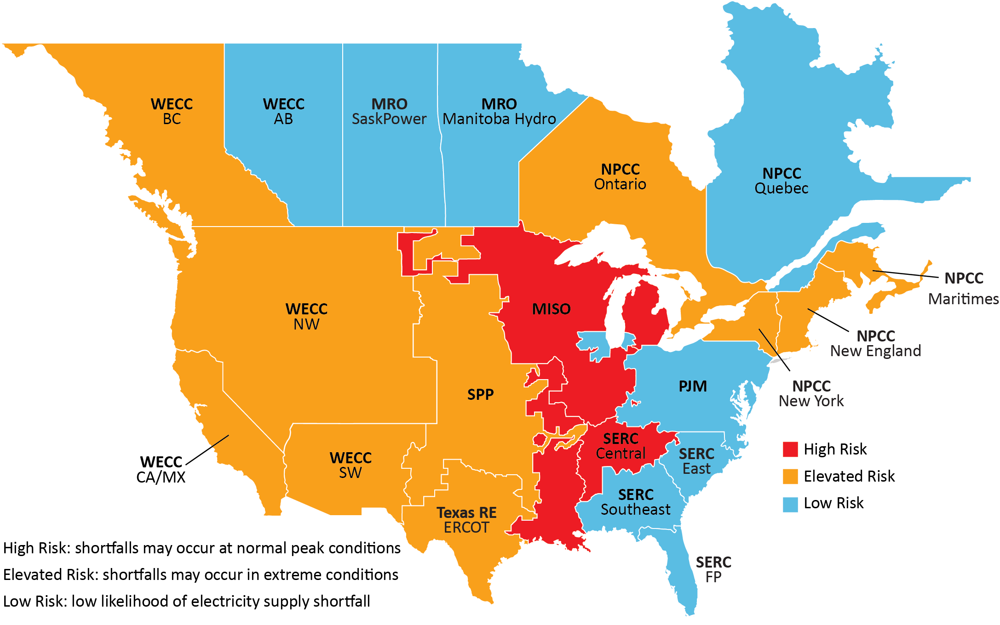 WECC
BC
WECC
AB
MRO
SaskPower
MRO
Manitoba Hydro
NPCC
Ontario
NPCC
Quebec
NPCC
Maritimes
WECC
NW
MISO
NPCC
New England
SPP
PJM
NPCC
New York
WECC
CA/MX
WECC
SW
SERC
Central
SERC
East
SERC
Southeast
Texas RE
ERCOT
SERC
FP
High Risk
Elevated Risk
Low Risk
High Risk: shortfalls may occur at normal peak conditions
Elevated Risk: shortfalls may occur in extreme conditions
Low Risk: low likelihood of electricity supply shortfall